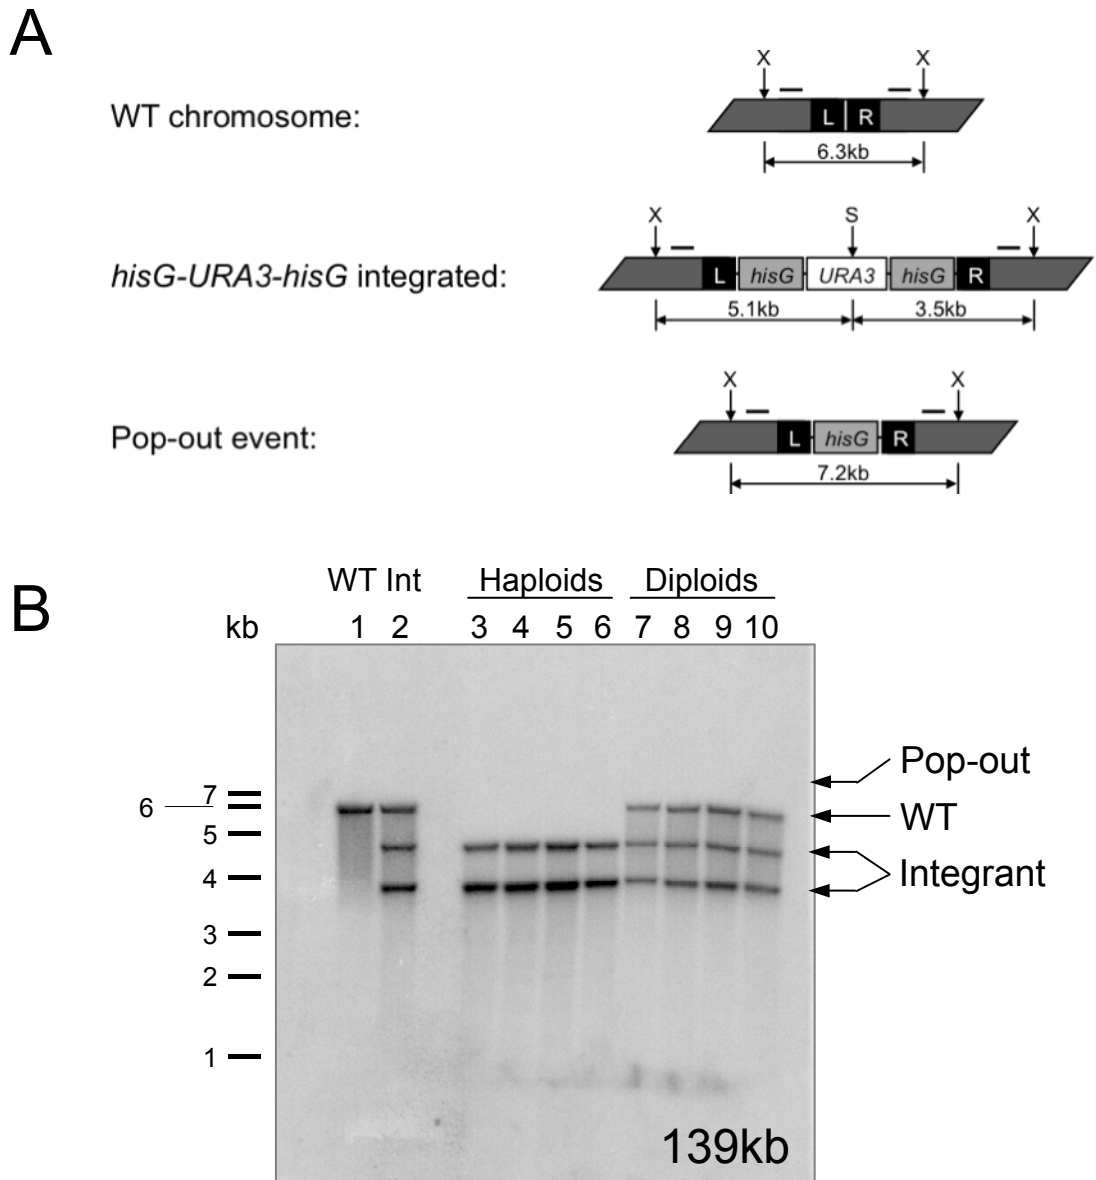 A
X X
WT chromosome:
L R
6.3kb
X S X
hisG-URA3-hisG integrated:
L hisG URA3 hisG R
5.1kb 3.5kb
X X
Pop-out event:
L hisG R
7.2kb
B
WT Int Haploids Diploids
kb 1 2 3 4 5 6 7 8 9 10
Pop-out
7
6
WT
5
4
Integrant
3
2
1
139kb